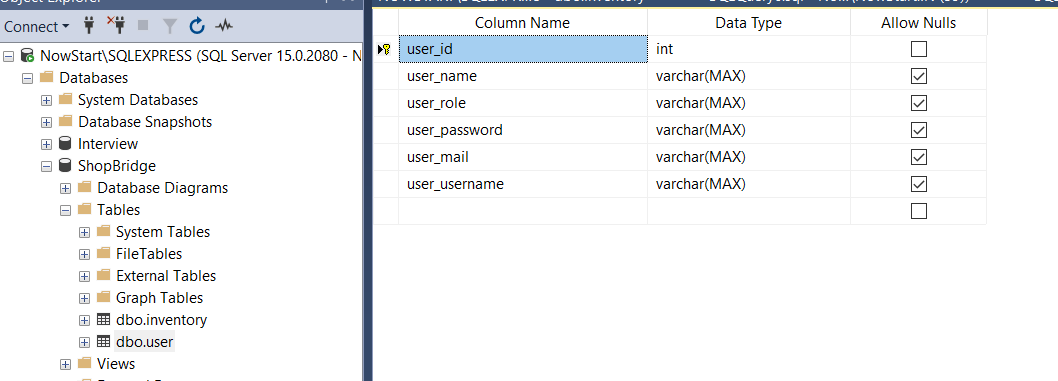 Connect
NowStart\SQLEXPRESS (SQL Server 15.0.2080 - N
Databases
System Databases
Database Snapshots
Interview
ShopBridge
Database Diagrams
Tables
System Tables
FileTables
External Tables
Graph Tables
dbo.inventory
dbo.user
Views
Column Name Data Type Allow Nulls
user_id int
user_name varchar(MAX)
user_role varchar(MAX)
user_password varchar(MAX)
user_mail varchar(MAX)
user_username varchar(MAX)